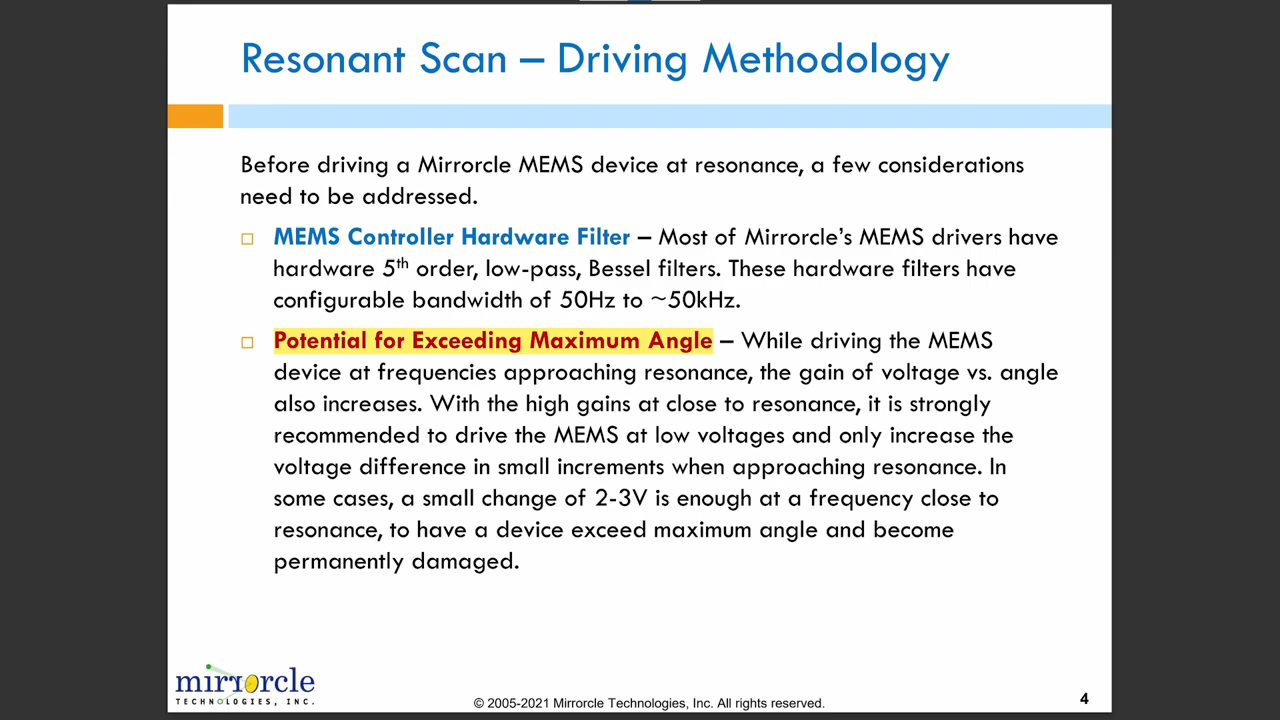 Resonant Scan – Driving Methodology
Before driving a Mirrorcle MEMS device at resonance, a few considerations
need to be addressed.
MEMS Controller Hardware Filter – Most of Mirrorcle’s MEMS drivers have
hardware 5th order, low-pass, Bessel filters. These hardware filters have
configurable bandwidth of 50Hz to ~50kHz.
Potential for Exceeding Maximum Angle – While driving the MEMS
device at frequencies approaching resonance, the gain of voltage vs. angle
also increases. With the high gains at close to resonance, it is strongly
recommended to drive the MEMS at low voltages and only increase the
voltage difference in small increments when approaching resonance. In
some cases, a small change of 2-3V is enough at a frequency close to
resonance, to have a device exceed maximum angle and become
permanently damaged.
mirrorcle
TECHNOLOGIES, INC.
© 2005-2021 Mirrorcle Technologies, Inc. All rights reserved.
4